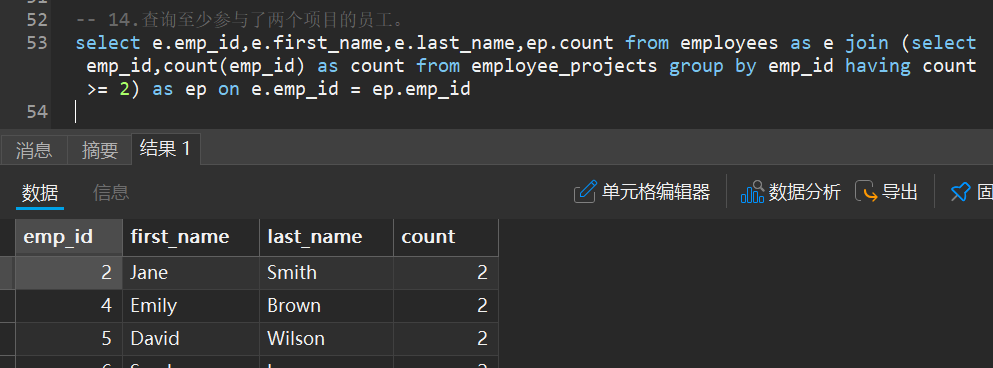 52 -- 14.查询至少参与了两个项目的员工。
53 select e.emp_id,e.first_name,e.last_name,ep.count from employees as e join (select
emp_id,count(emp_id) as count from employee_projects group by emp_id having count
>= 2) as ep on e.emp_id = ep.emp_id
54
消息 摘要 结果 1
数据 信息 单元格编辑器 数据分析 导出 固
emp_id first_name last_name count
2 Jane Smith 2
4 Emily Brown 2
5 David Wilson 2